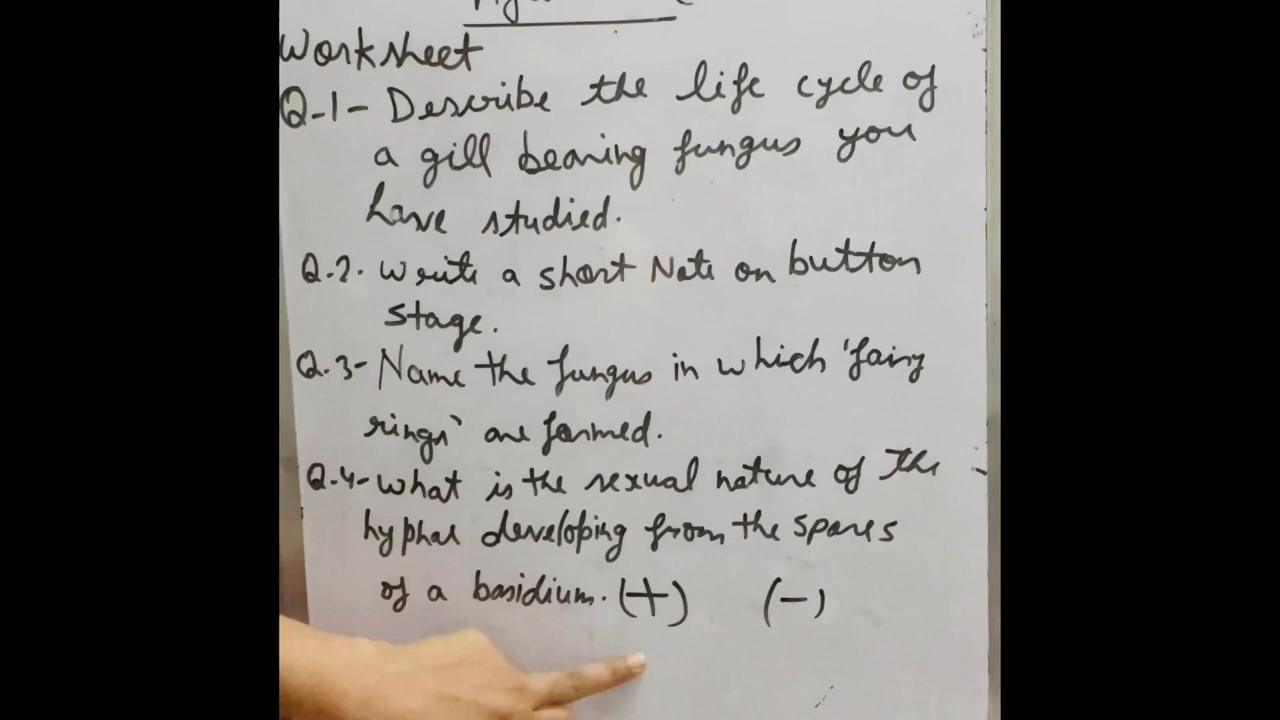 Worksheet
Q-1- Describe the life cycle of
a gill bearing fungus you
have studied.
Q.2. Write a short Note on button
stage.
Q.3- Name the fungus in which 'fairy
rings' are formed.
Q.4- what is the sexual nature of the
hyphae developing from the spores
of a basidium. (+) (-)